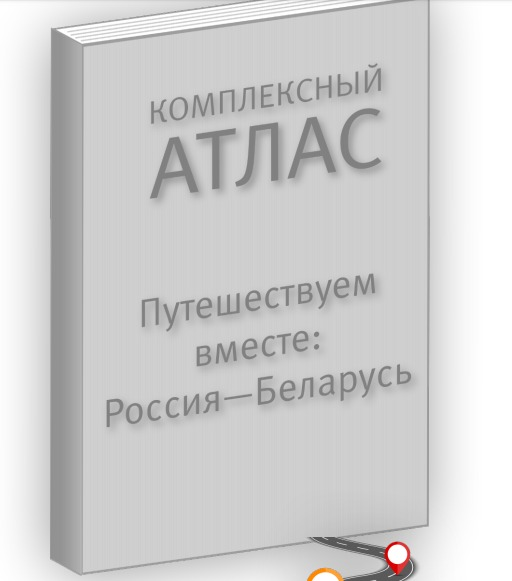 КОМПЛЕКСНЫЙ
АТЛАС
Путешествуем
вместе:
Россия—Беларусь